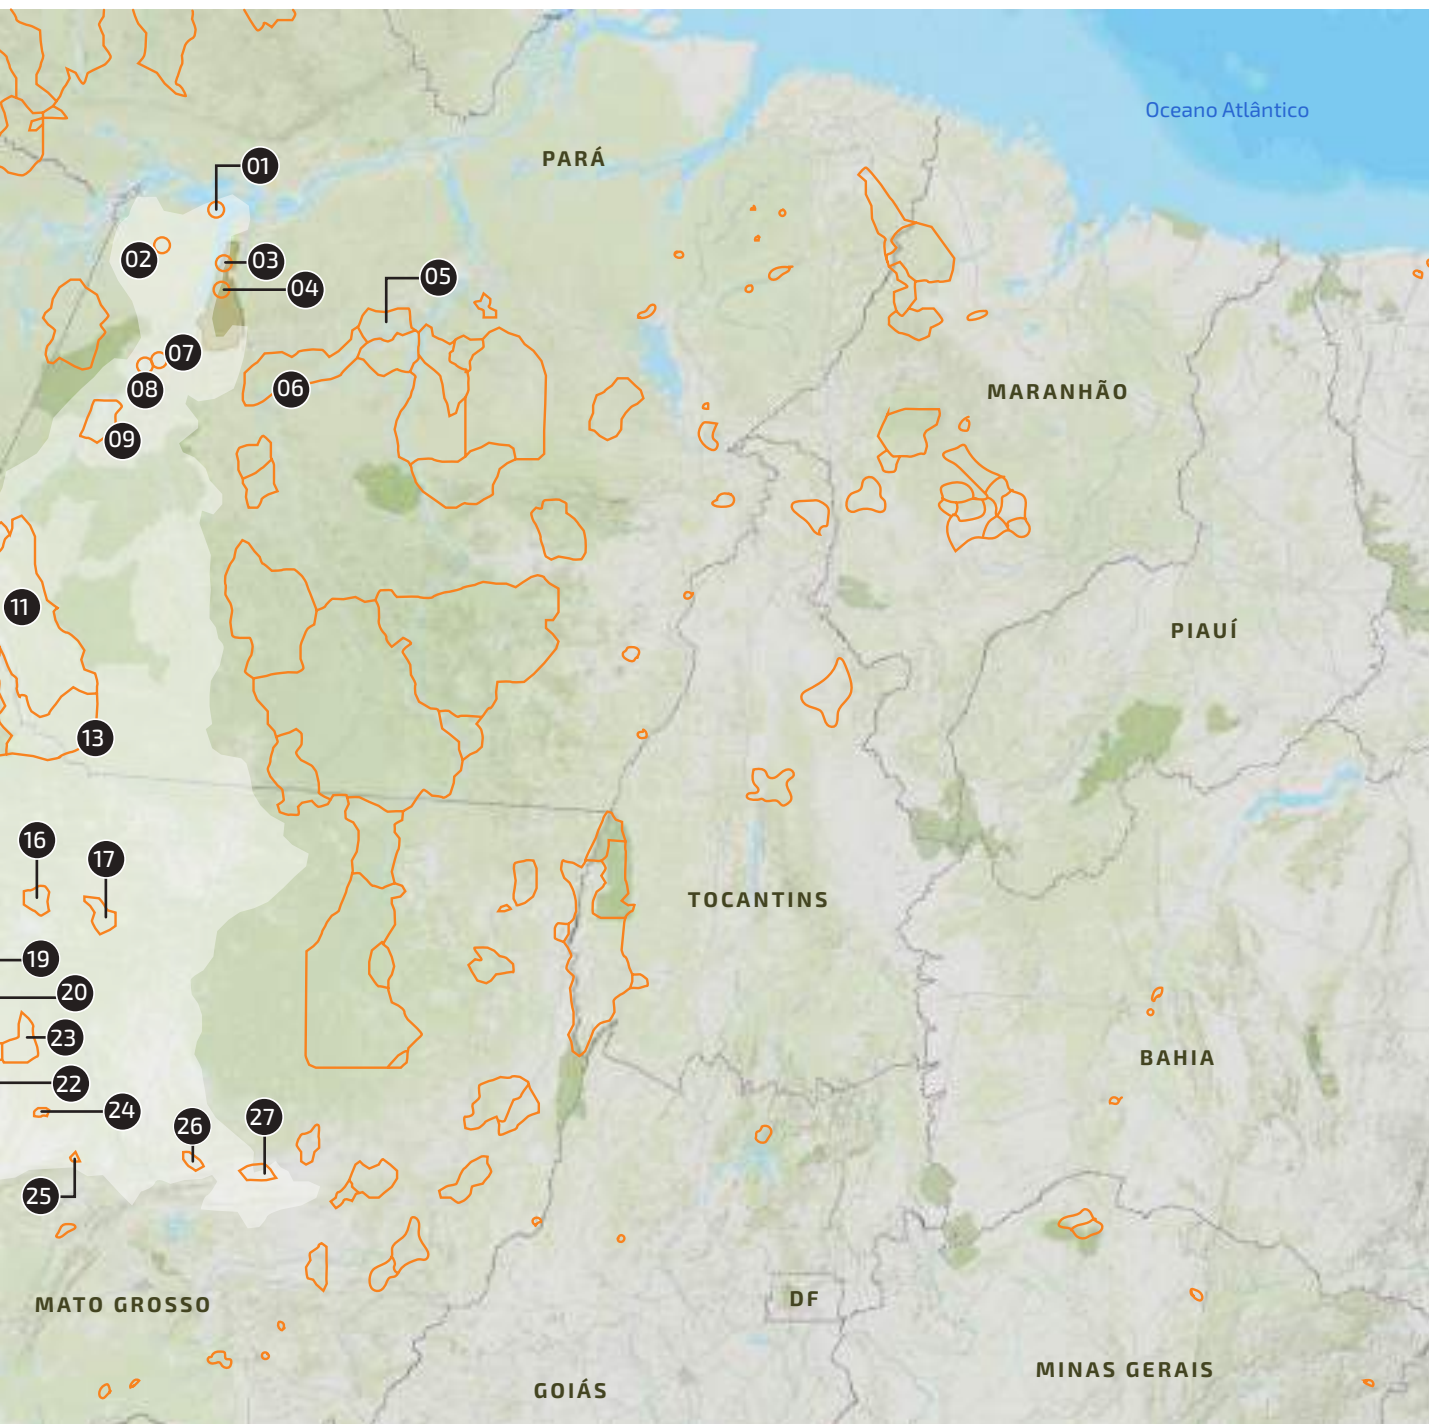 Oceano Atlântico
PARÁ
01
02
03
04
05
07
08
06
09
MARANHÃO
11
PIAUÍ
13
16
17
TOCANTINS
19
20
23
22
24
26
27
25
BAHIA
MATO GROSSO
DF
GOIÁS
MINAS GERAIS